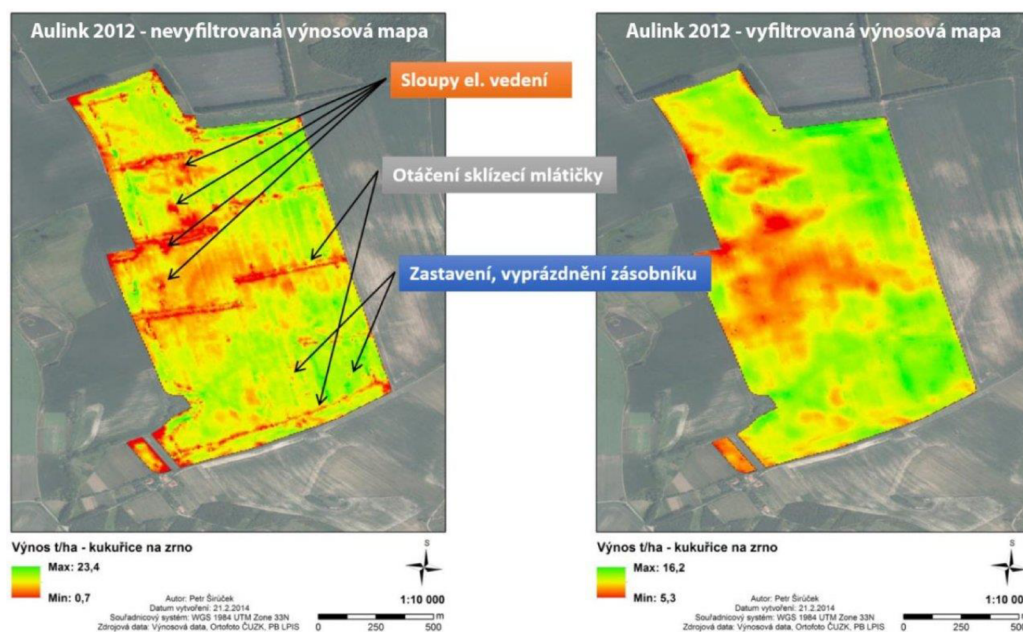 Aulink 2012 - nevyfiltrovaná výnosová mapa
Sloupy el. vedení
Otáčení sklízecí mlátičky
Zastavení, vyprázdnění zásobníku
Výnos t/ha - kukuřice na zrno
Max: 23,4
Min: 0,7
Autor: Petr Širůček
Datum vytvoření: 21.2.2014
Souřadnicový systém: WGS 1984 UTM Zone 33N
Zdrojová data: Výnosová data, Ortofoto ČUZK, PB LPIS
S
1:10 000
m
0 250 500
Aulink 2012 - vyfiltrovaná výnosová mapa
Výnos t/ha - kukuřice na zrno
Max: 16,2
Min: 5,3
Autor: Petr Širůček
Datum vytvoření: 21.2.2014
Souřadnicový systém: WGS 1984 UTM Zone 33N
Zdrojová data: Výnosová data, Ortofoto ČUZK, PB LPIS
S
1:10 000
m
0 250 500